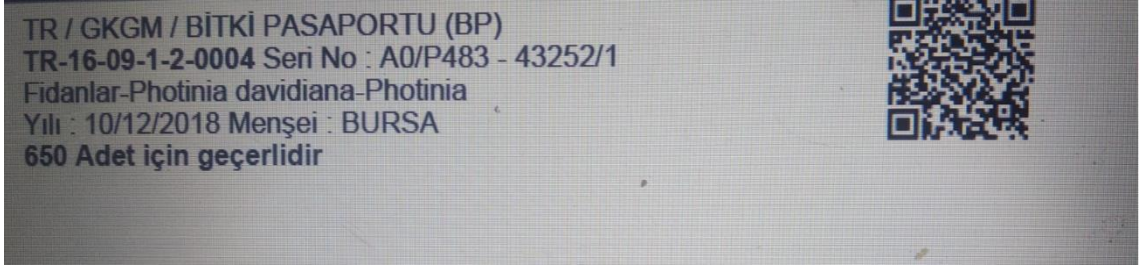 TR / GKGM / BİTKİ PASAPORTU (BP)
TR-16-09-1-2-0004 Seri No : A0/P483 - 43252/1
Fidanlar-Photinia davidiana-Photinia
Yılı : 10/12/2018 Menşei : BURSA
650 Adet için geçerlidir